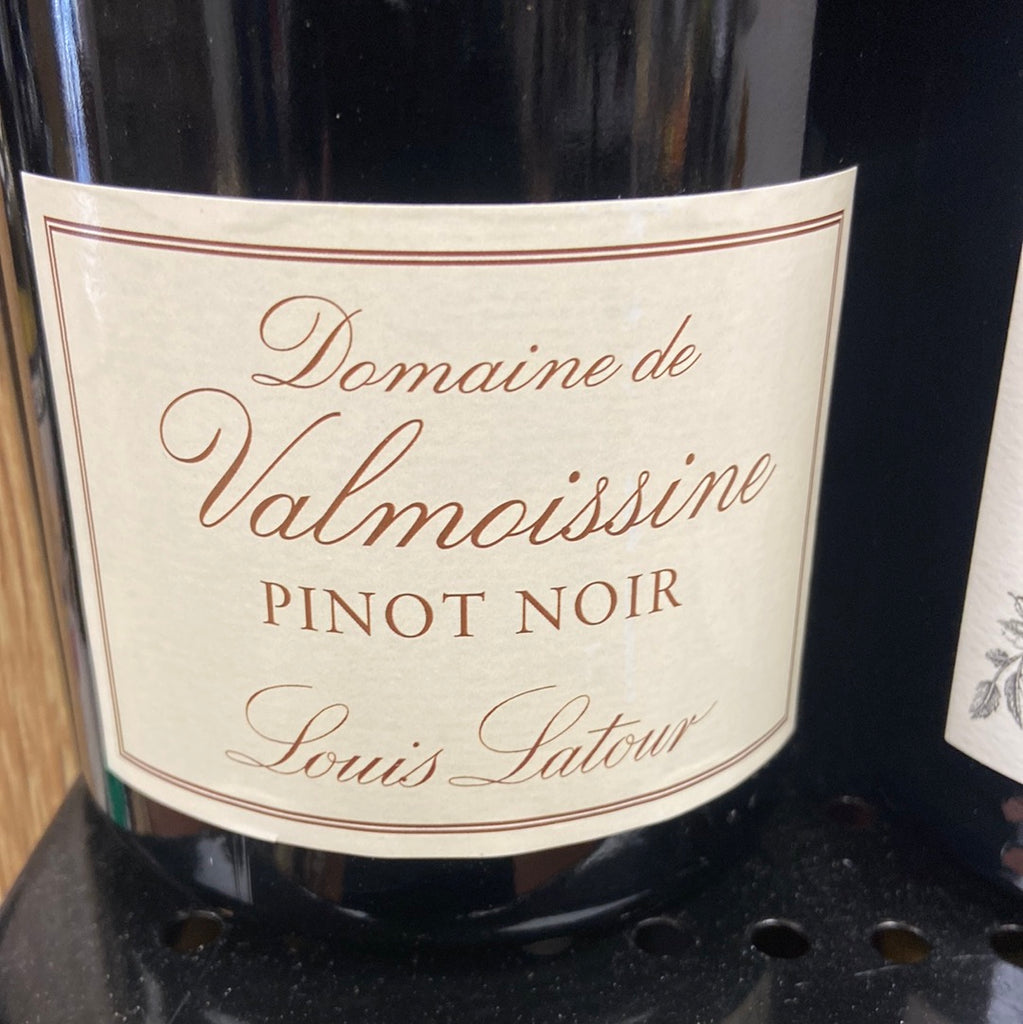 Domaine de
Valmoissine
PINOT NOIR
Louis Latour